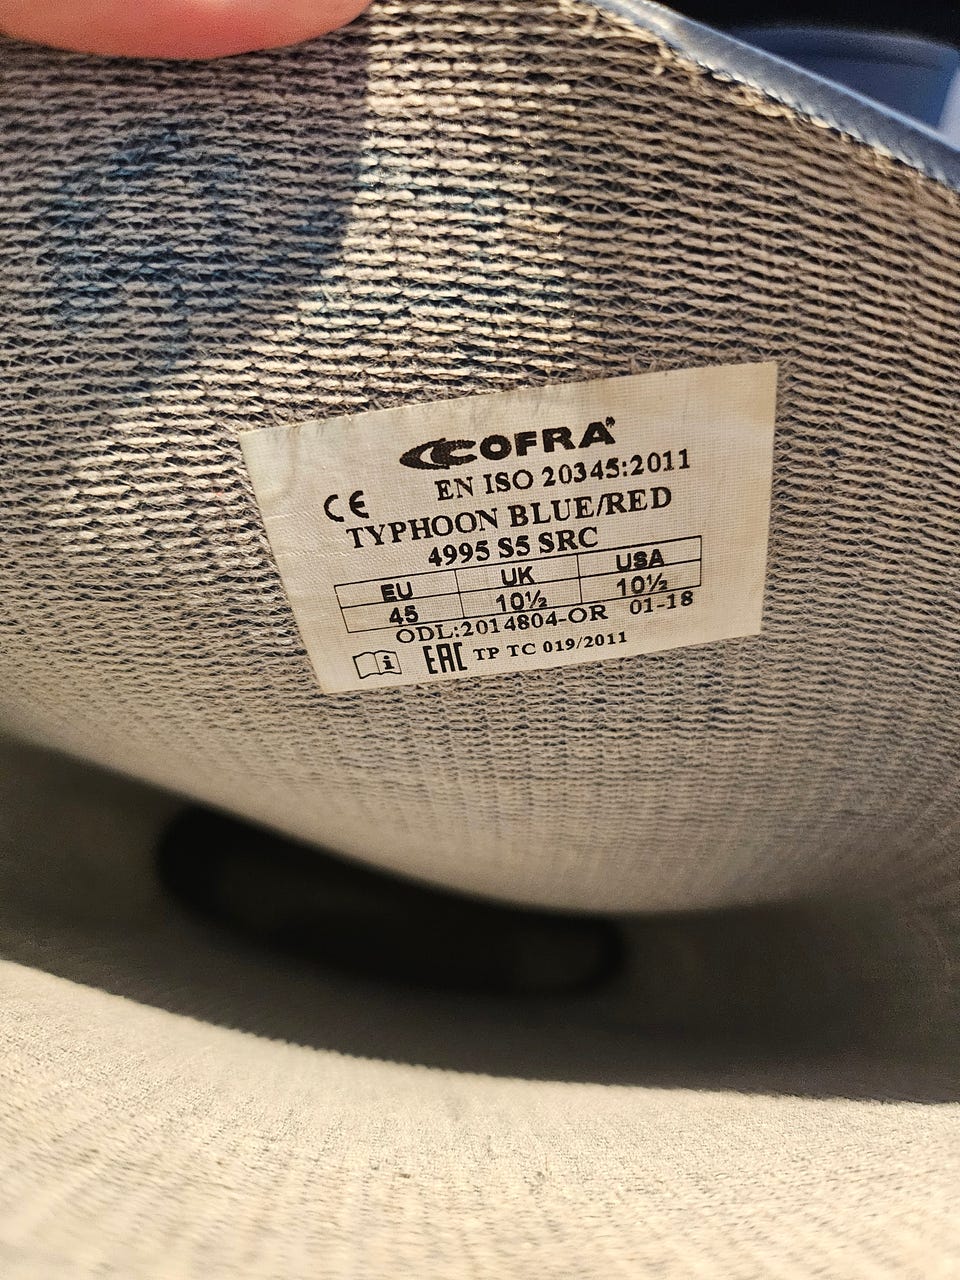 COFRA®
CE EN ISO 20345:2011
TYPHOON BLUE/RED
4995 S5 SRC
EU UK USA
45 10½ 10½
ODL:2014804-OR 01-18
i EAC TP TC 019/2011